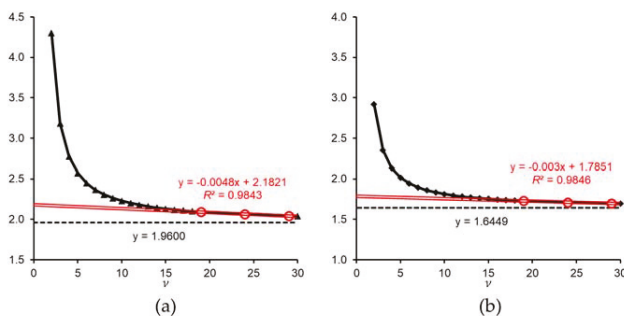 4.5
4.0
3.5
3.0
2.5
2.0
1.5
1.0
0 5 10 15 20 25 30
ν
y = -0.0048x + 2.1821
R² = 0.9843
y = 1.9600
(a)
4.0
3.5
3.0
2.5
2.0
1.5
1.0
0 5 10 15 20 25 30
ν
y = -0.003x + 1.7851
R² = 0.9846
y = 1.6449
(b)